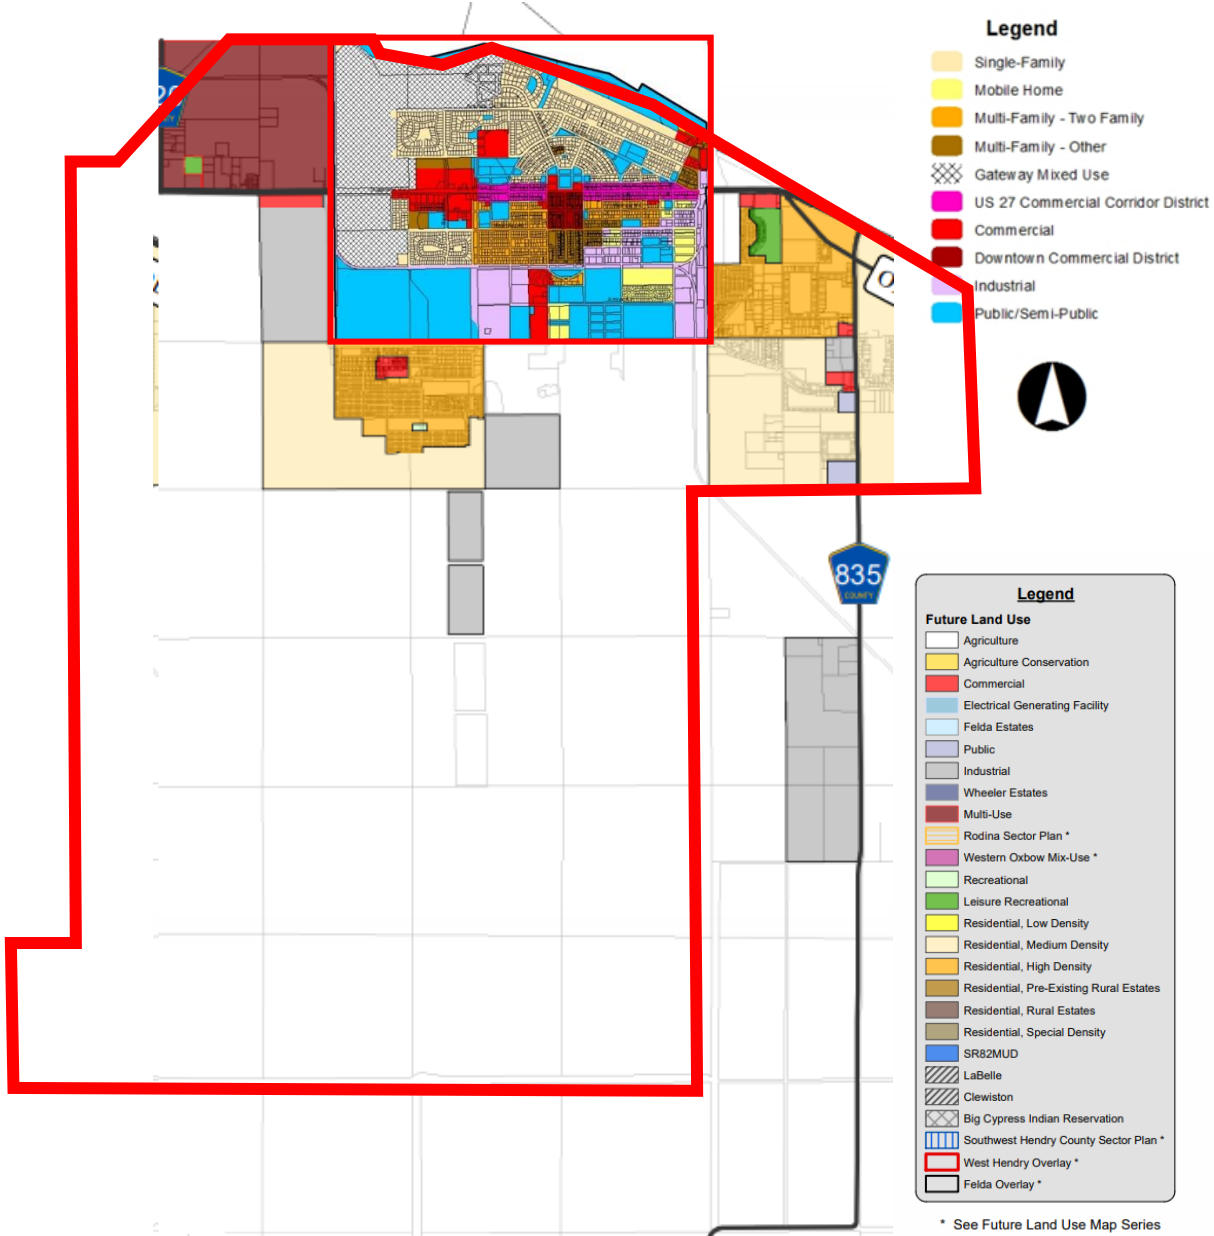 Legend
Single-Family
Mobile Home
Multi-Family - Two Family
Multi-Family - Other
Gateway Mixed Use
US 27 Commercial Corridor District
Commercial
Downtown Commercial District
Industrial
Public/Semi-Public
835
COUNTY
Legend
Future Land Use
Agriculture
Agriculture Conservation
Commercial
Electrical Generating Facility
Felda Estates
Public
Industrial
Wheeler Estates
Multi-Use
Rodina Sector Plan *
Western Oxbow Mix-Use *
Recreational
Leisure Recreational
Residential, Low Density
Residential, Medium Density
Residential, High Density
Residential, Pre-Existing Rural Estates
Residential, Rural Estates
Residential, Special Density
SR82MUD
LaBelle
Clewiston
Big Cypress Indian Reservation
Southwest Hendry County Sector Plan *
West Hendry Overlay *
Felda Overlay *
* See Future Land Use Map Series